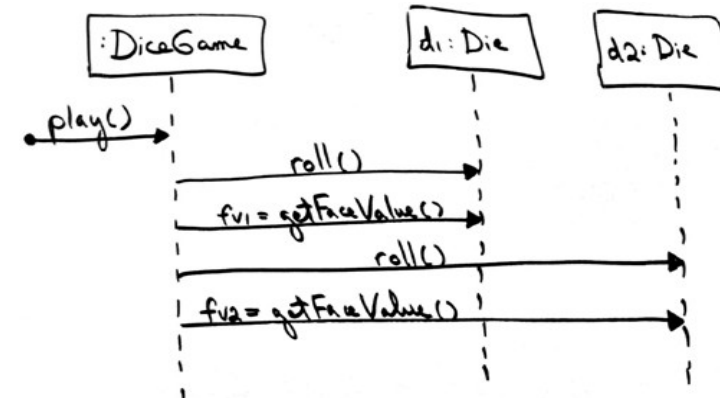 :DiceGame
d1: Die
d2: Die
play()
roll()
fv1 = getFaceValue()
roll()
fv2 = getFaceValue()